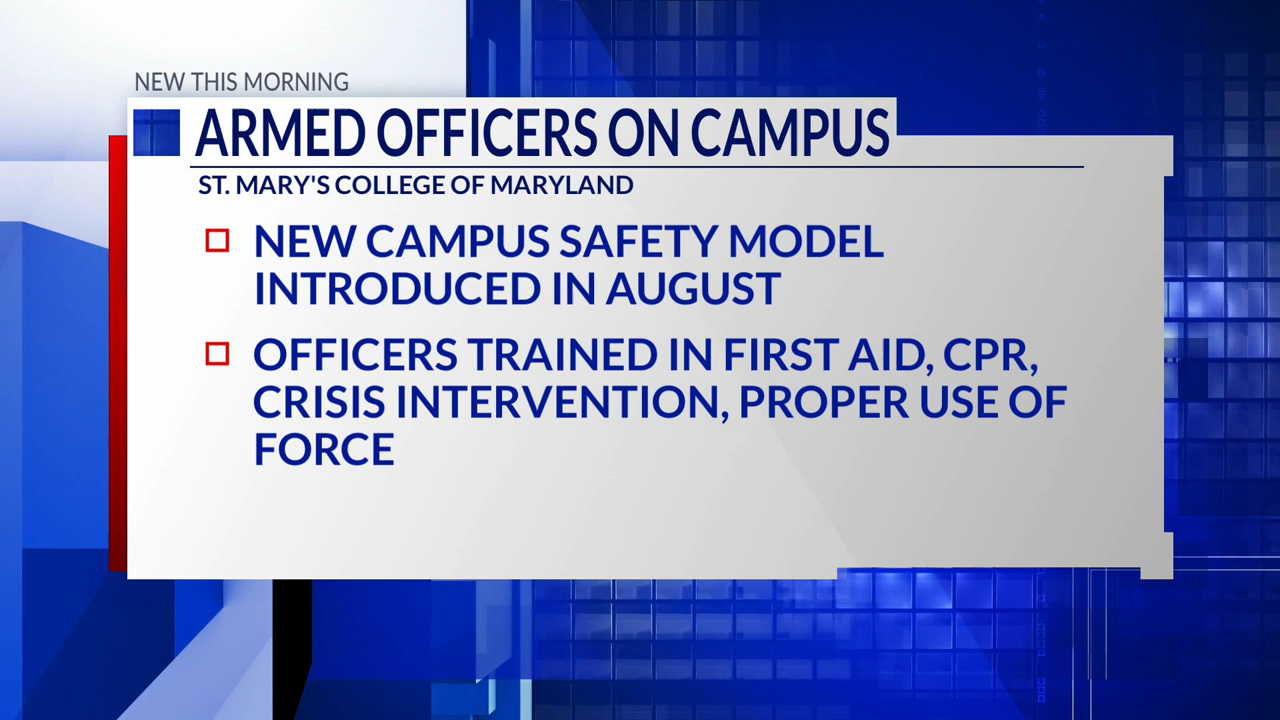 NEW THIS MORNING
ARMED OFFICERS ON CAMPUS
ST. MARY'S COLLEGE OF MARYLAND
NEW CAMPUS SAFETY MODEL
INTRODUCED IN AUGUST
OFFICERS TRAINED IN FIRST AID, CPR,
CRISIS INTERVENTION, PROPER USE OF
FORCE